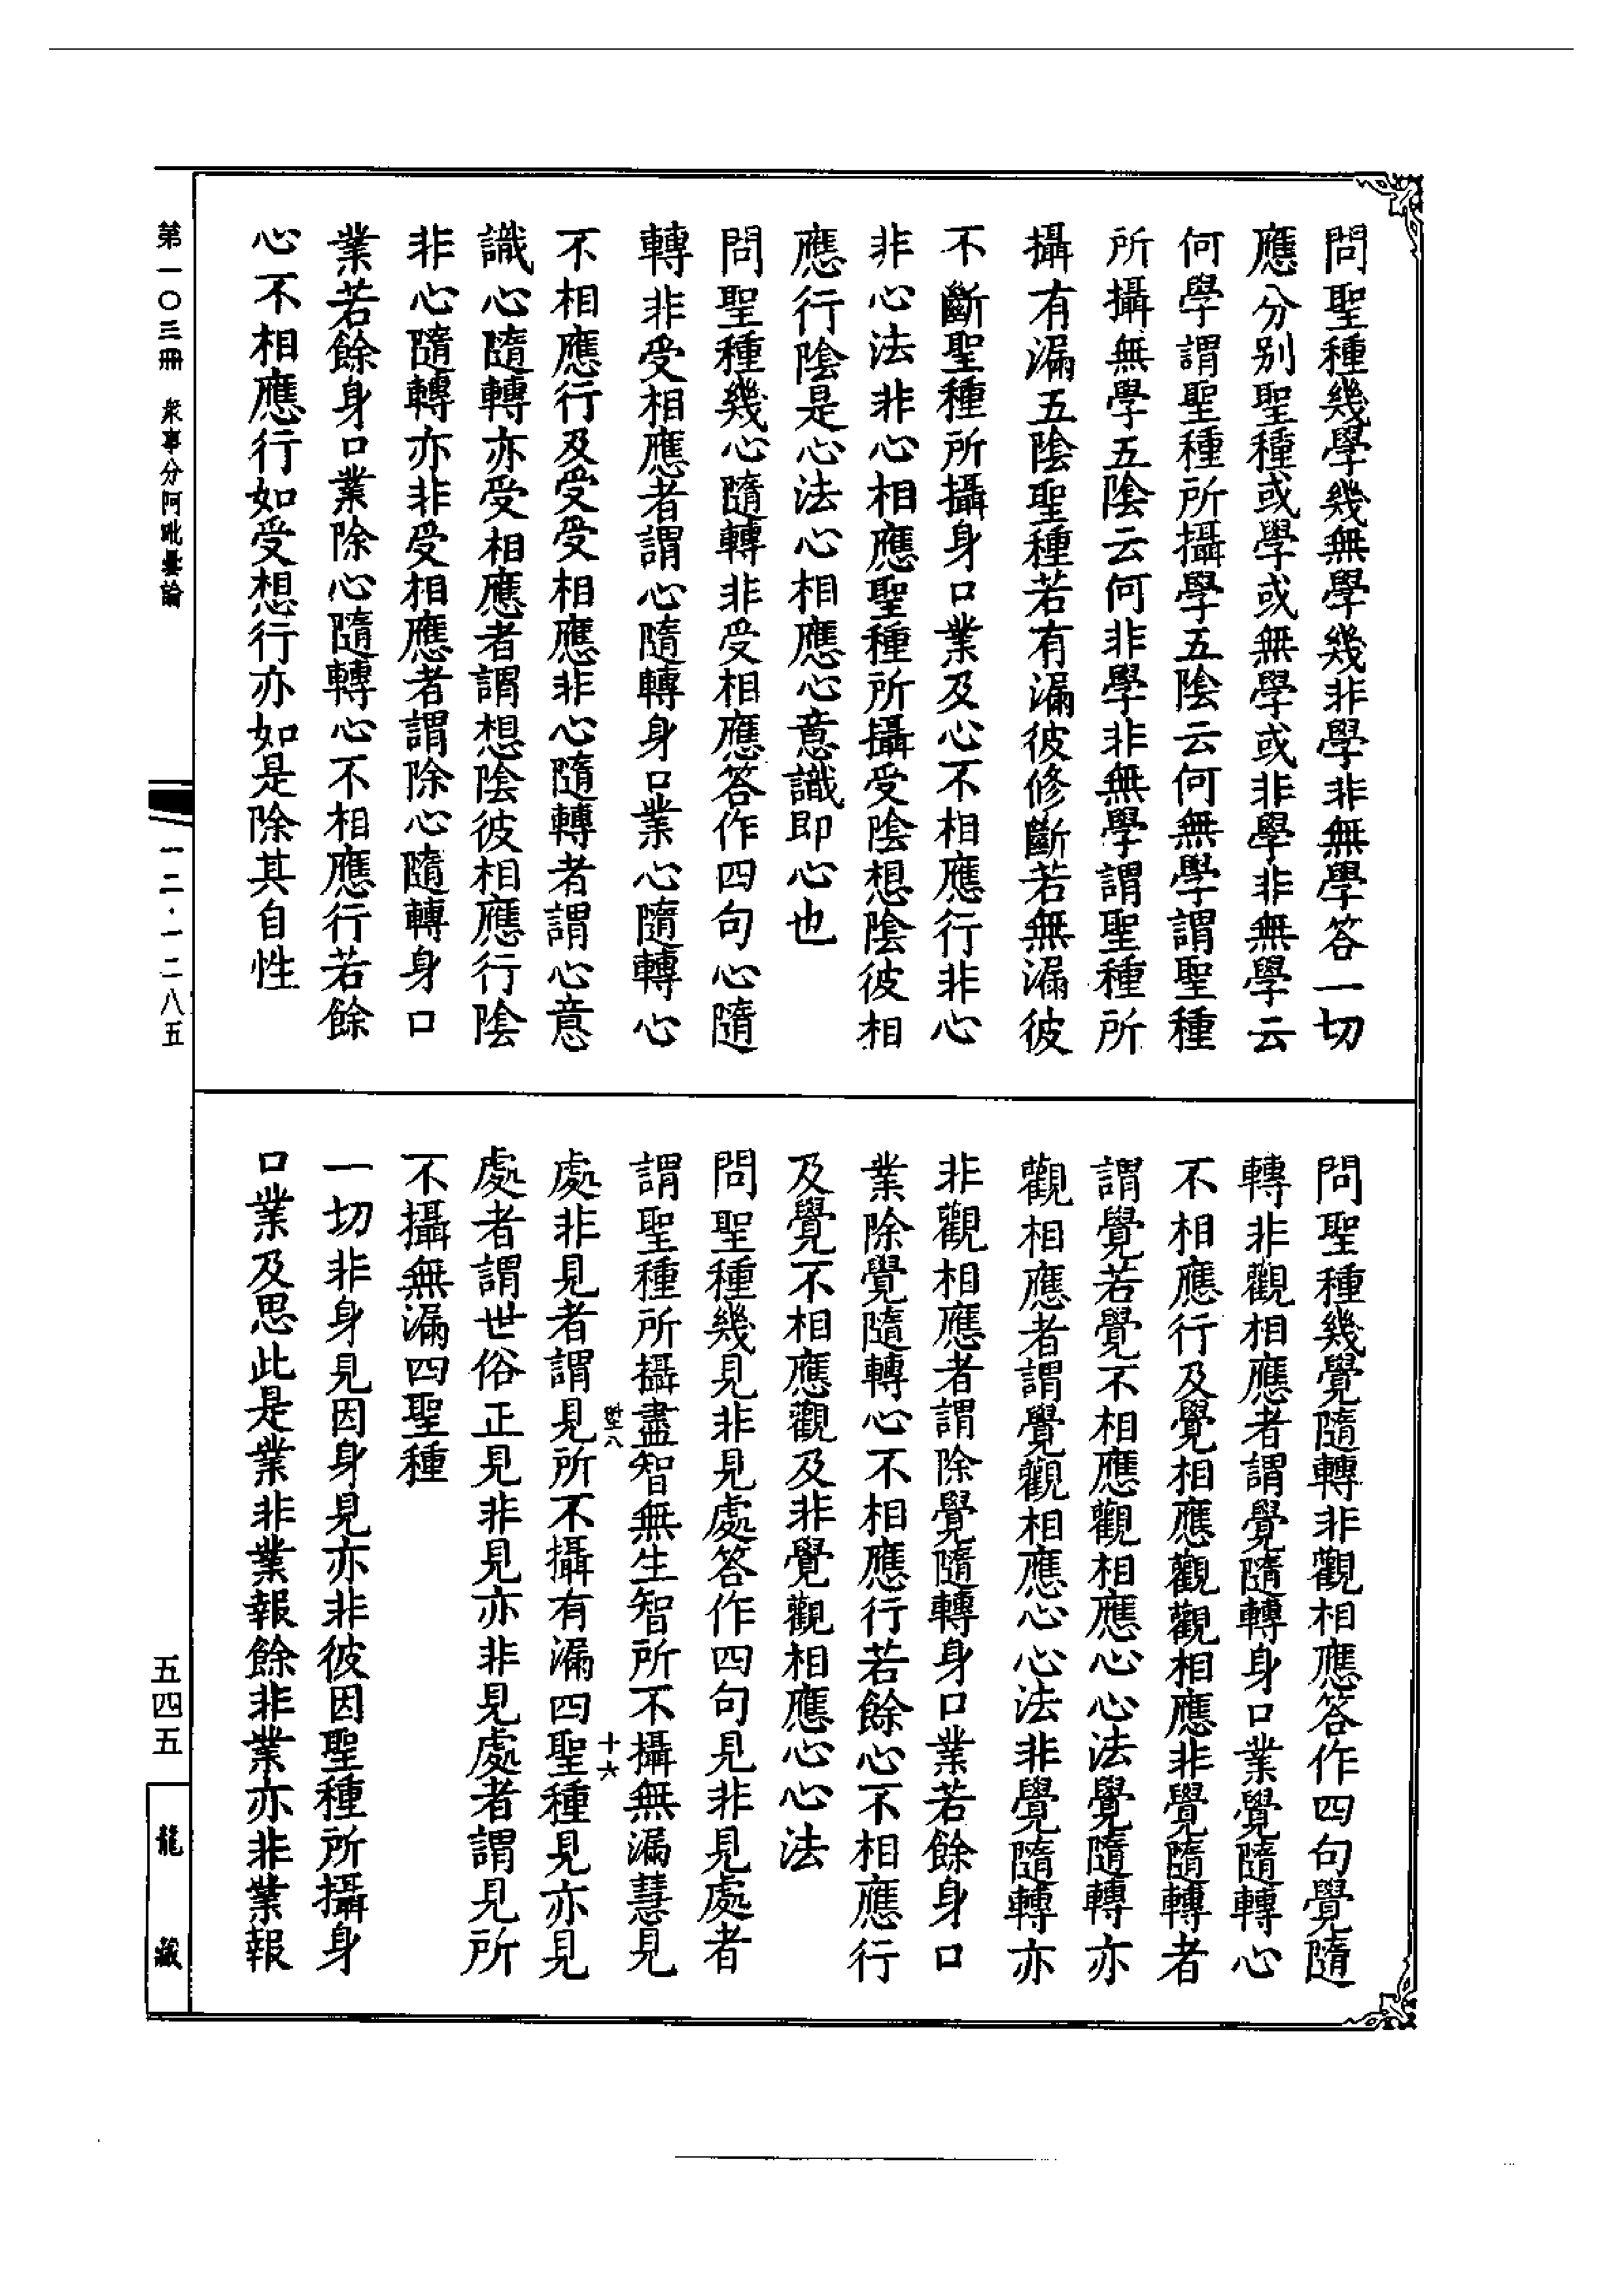 問聖種幾學幾無學幾非學非無學答一切
應分別聖種或學或無學或非學非無學云
何學謂聖種所攝學五陰云何無學謂聖種
所攝無學五陰云何非學非無學謂聖種所
攝有漏五陰聖種若有漏彼修斷若無漏彼
不斷聖種所攝身口業及心不相應行非心
非心法非心相應聖種所攝受陰想陰彼相
應行陰是心法心相應心意識即心也
問聖種幾心隨轉非受相應答作四句心隨
轉非受相應者謂心隨轉身口業心隨轉心
不相應行及受受相應非心隨轉者謂心意
識心隨轉亦受相應者謂想陰彼相應行陰
非心隨轉亦非受相應者謂除心隨轉身口
業若餘身口業除心隨轉心不相應行若餘
心不相應行如受想行亦如是除其自性
問聖種幾覺隨轉非觀相應答作四句覺隨
轉非觀相應者謂覺隨轉身口業覺隨轉心
不相應行及覺相應觀觀相應非覺隨轉者
謂覺若覺不相應觀相應心心法覺隨轉亦
觀相應者謂覺觀相應心心法非覺隨轉亦
非觀相應者謂除覺隨轉身口業若餘身口
業除覺隨轉心不相應行若餘心不相應行
及覺不相應觀及非覺觀相應心心法
問聖種幾見非見處答作四句見非見處者
謂聖種所攝盡智無生智所不攝無漏慧見
處非見者謂見所不攝有漏四聖種見亦見
處者謂世俗正見非見亦非見處者謂見所
不攝無漏四聖種
一切非身見因身見亦非彼因聖種所攝身
口業及思此是業非業報餘非業亦非業報
八
十六
第一〇三冊 衆事分阿毗曇論
一二·一二八五
五四五
龍藏